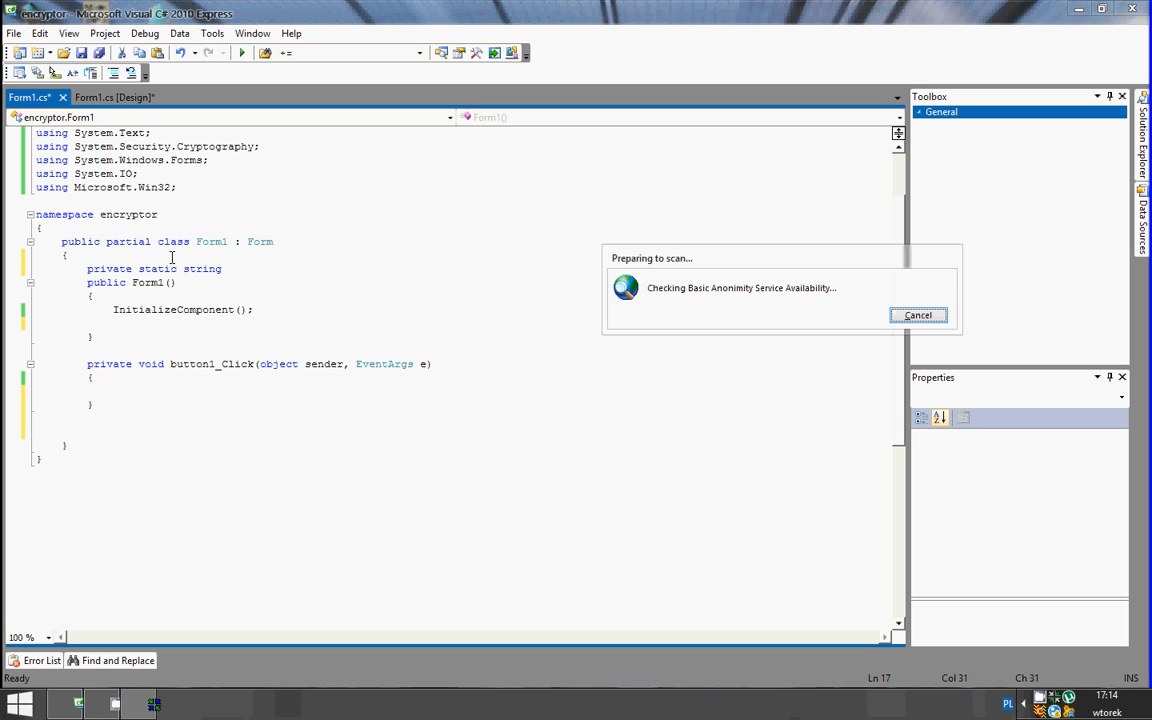 encryptor - Microsoft Visual C# 2010 Express
File Edit View Project Debug Data Tools Window Help
+=
Form1.cs* Form1.cs [Design]*
encryptor.Form1 Form1()
using System.Text;
using System.Security.Cryptography;
using System.Windows.Forms;
using System.IO;
using Microsoft.Win32;
namespace encryptor
{
public partial class Form1 : Form
{
private static string
public Form1()
{
InitializeComponent();
}
private void button1_Click(object sender, EventArgs e)
{
}
}
}
Preparing to scan...
Checking Basic Anonimity Service Availability...
Cancel
Toolbox
General
Properties
Solution Explorer
Data Sources
100 %
Error List Find and Replace
Ready Ln 17 Col 31 Ch 31 INS
PL 17:14
wtorek